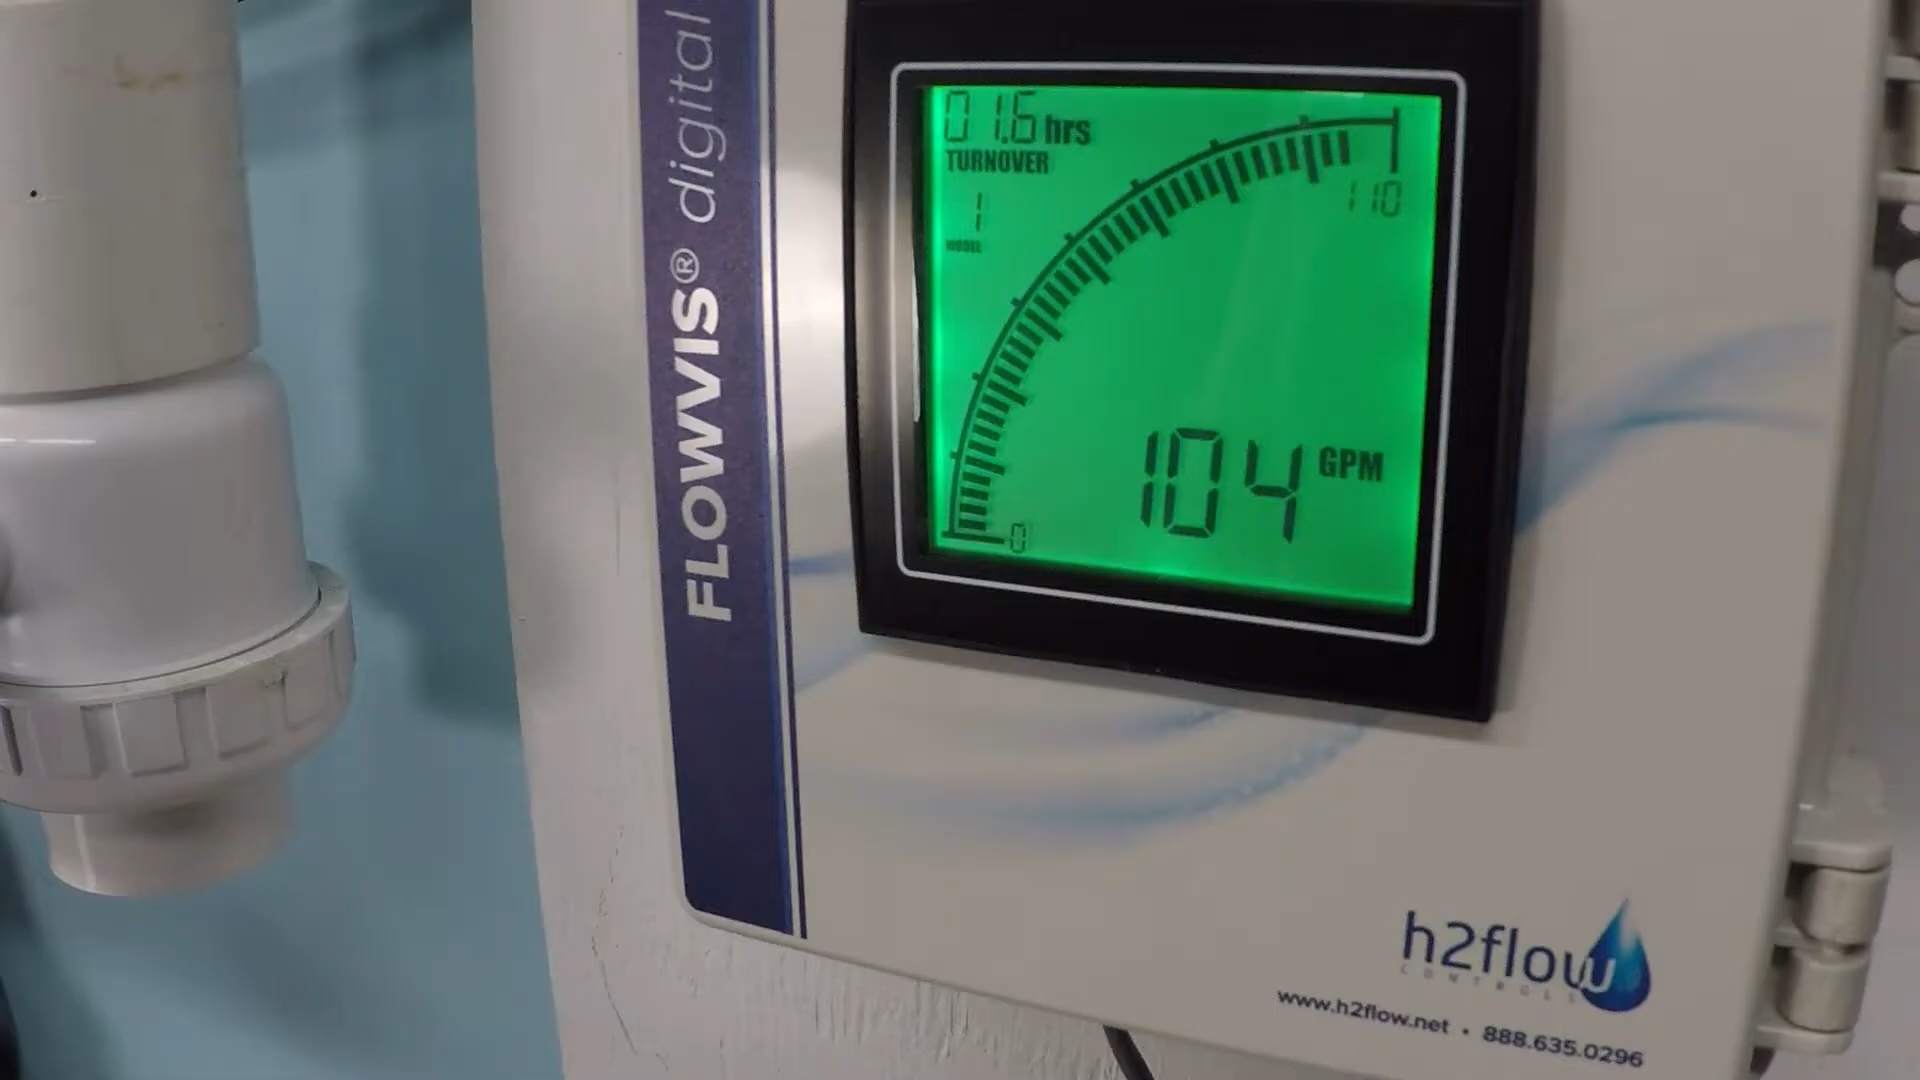 FLOWVIS® digital
01.6 hrs
TURNOVER
1
MODEL
110
0
104 GPM
h2flow
CONTROLS
www.h2flow.net • 888.635.0296